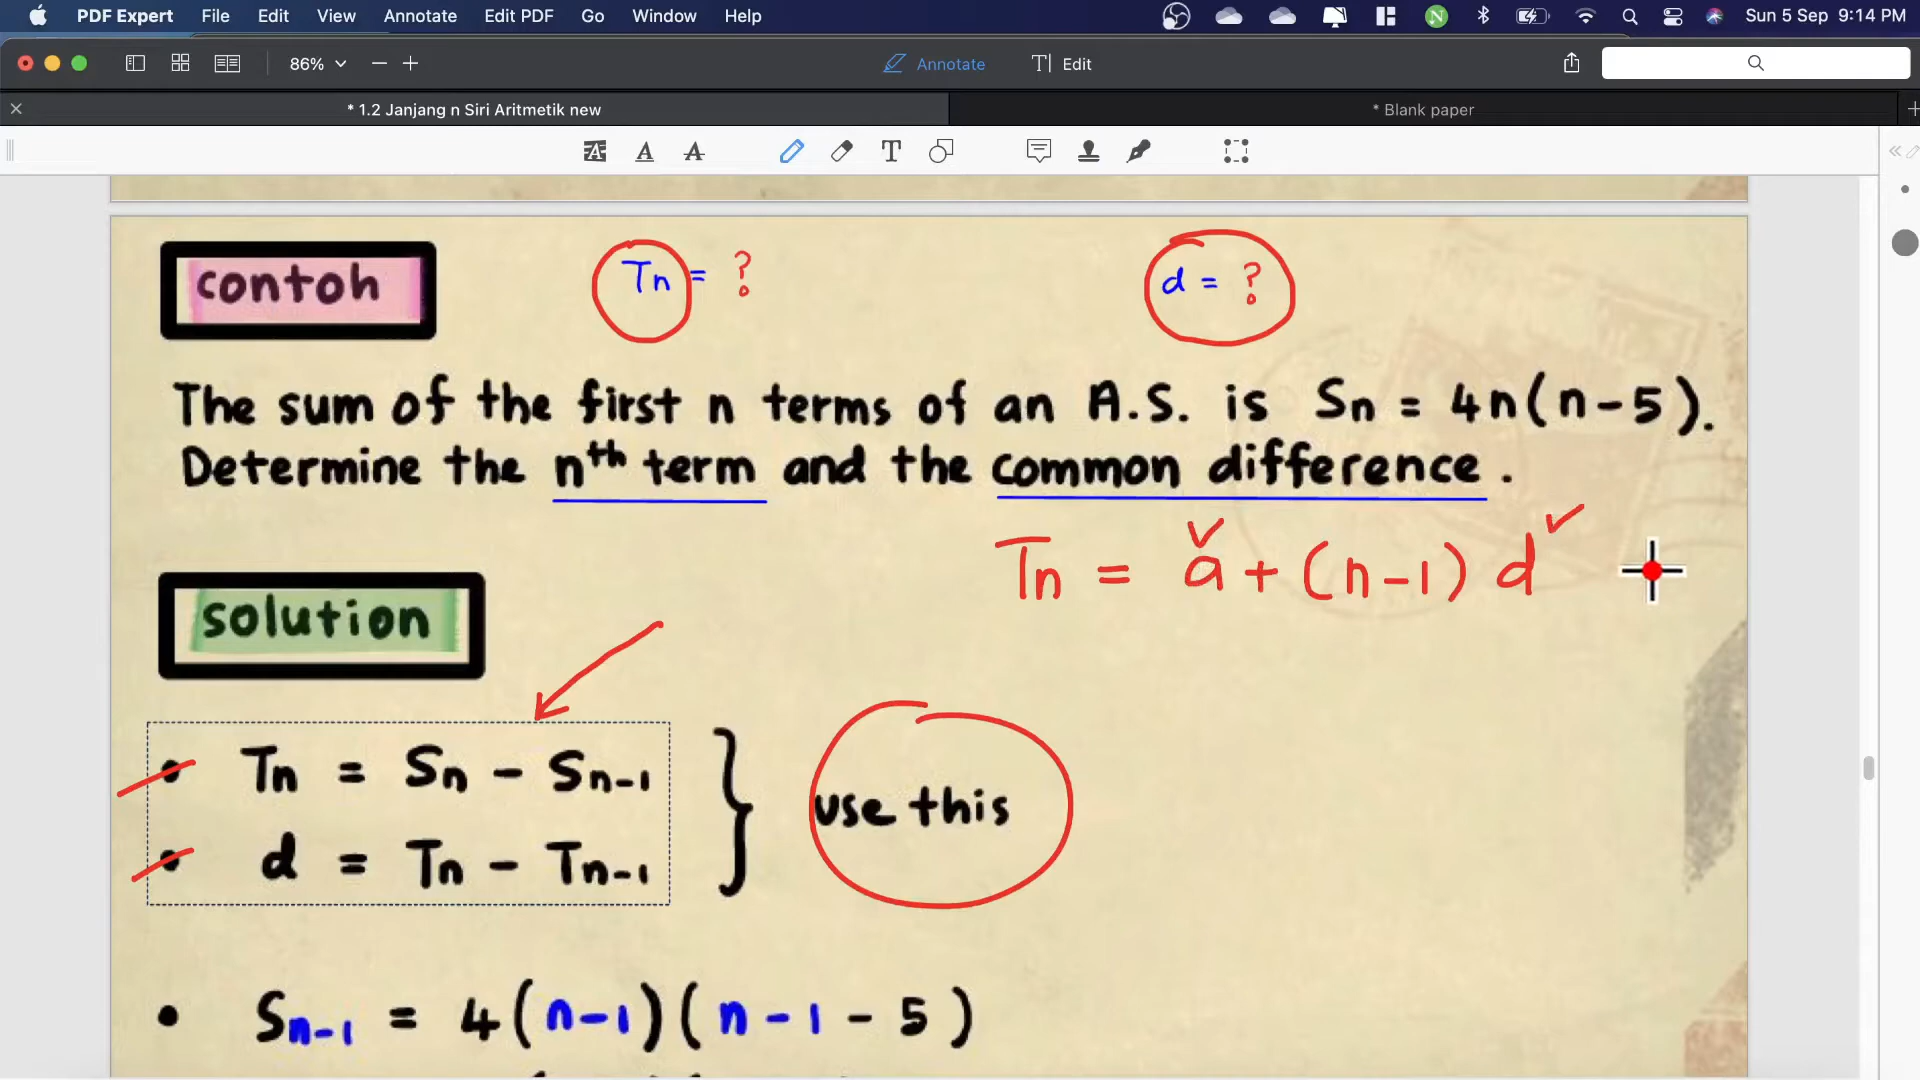 PDF Expert File Edit View Annotate Edit PDF Go Window Help Sun 5 Sep 9:14 PM
86% Annotate T| Edit
* 1.2 Janjang n Siri Aritmetik new * Blank paper
contoh Tn = ? d = ?
The sum of the first n terms of an A.S. is Sn = 4n(n-5).
Determine the nth term and the common difference.
Tn = a + (n-1) d
solution
• Tn = Sn - Sn-1
• d = Tn - Tn-1
} use this
• Sn-1 = 4(n-1)(n-1-5)